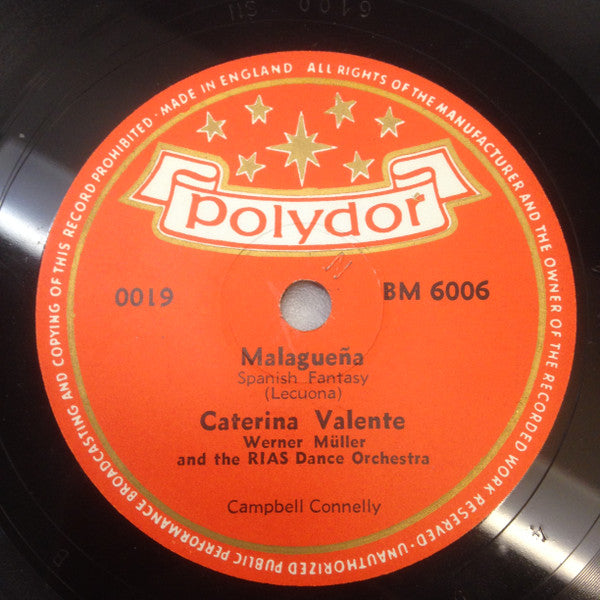 ALL RIGHTS OF THE MANUFACTURER AND THE OWNER OF THE RECORDED WORK RESERVED · UNAUTHORIZED PUBLIC PERFORMANCE BROADCASTING AND COPYING OF THIS RECORD PROHIBITED · MADE IN ENGLAND
polydor
0019
BM 6006
Malagueña
Spanish Fantasy
(Lecuona)
Caterina Valente
Werner Müller
and the RIAS Dance Orchestra
Campbell Connelly